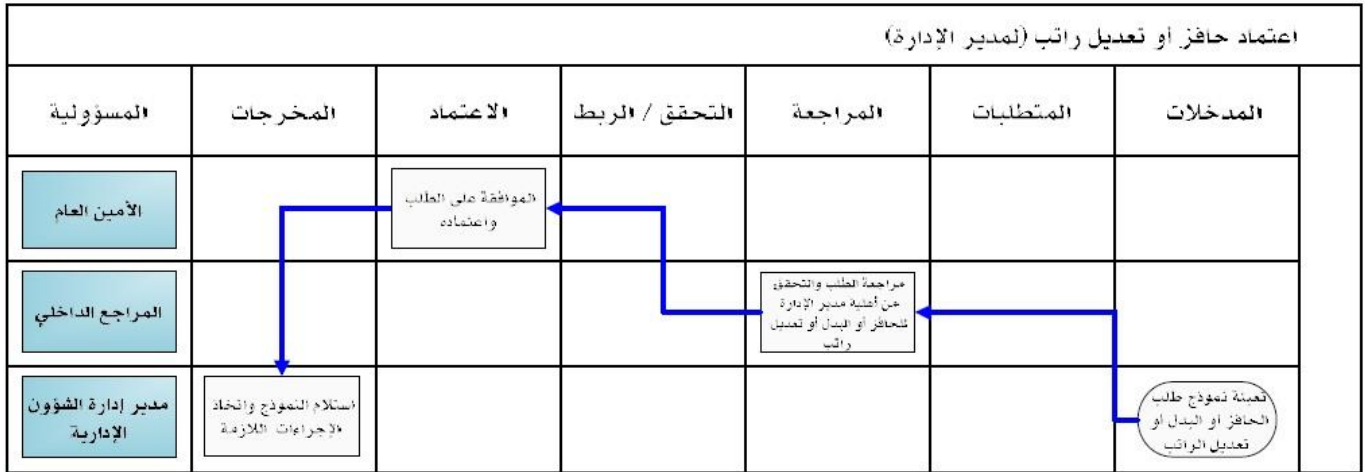 اعتماد حافز أو تعديل راتب (لمدير الإدارة)
المدخلات
المتطلبات
المراجعة
التحقق / الربط
الاعتماد
المخرجات
المسؤولية
الموافقة على الطلب
واعتماده
الأمين العام
مراجعة الطلب والتحقق
من أهلية مدير الإدارة
للحافز أو البدل أو تعديل
راتب
المراجع الداخلي
تعبئة نموذج طلب
الحافز أو البدل أو
تعديل الراتب
استلام النموذج واتخاذ
الإجراءات اللازمة
مدير إدارة الشؤون
الإدارية